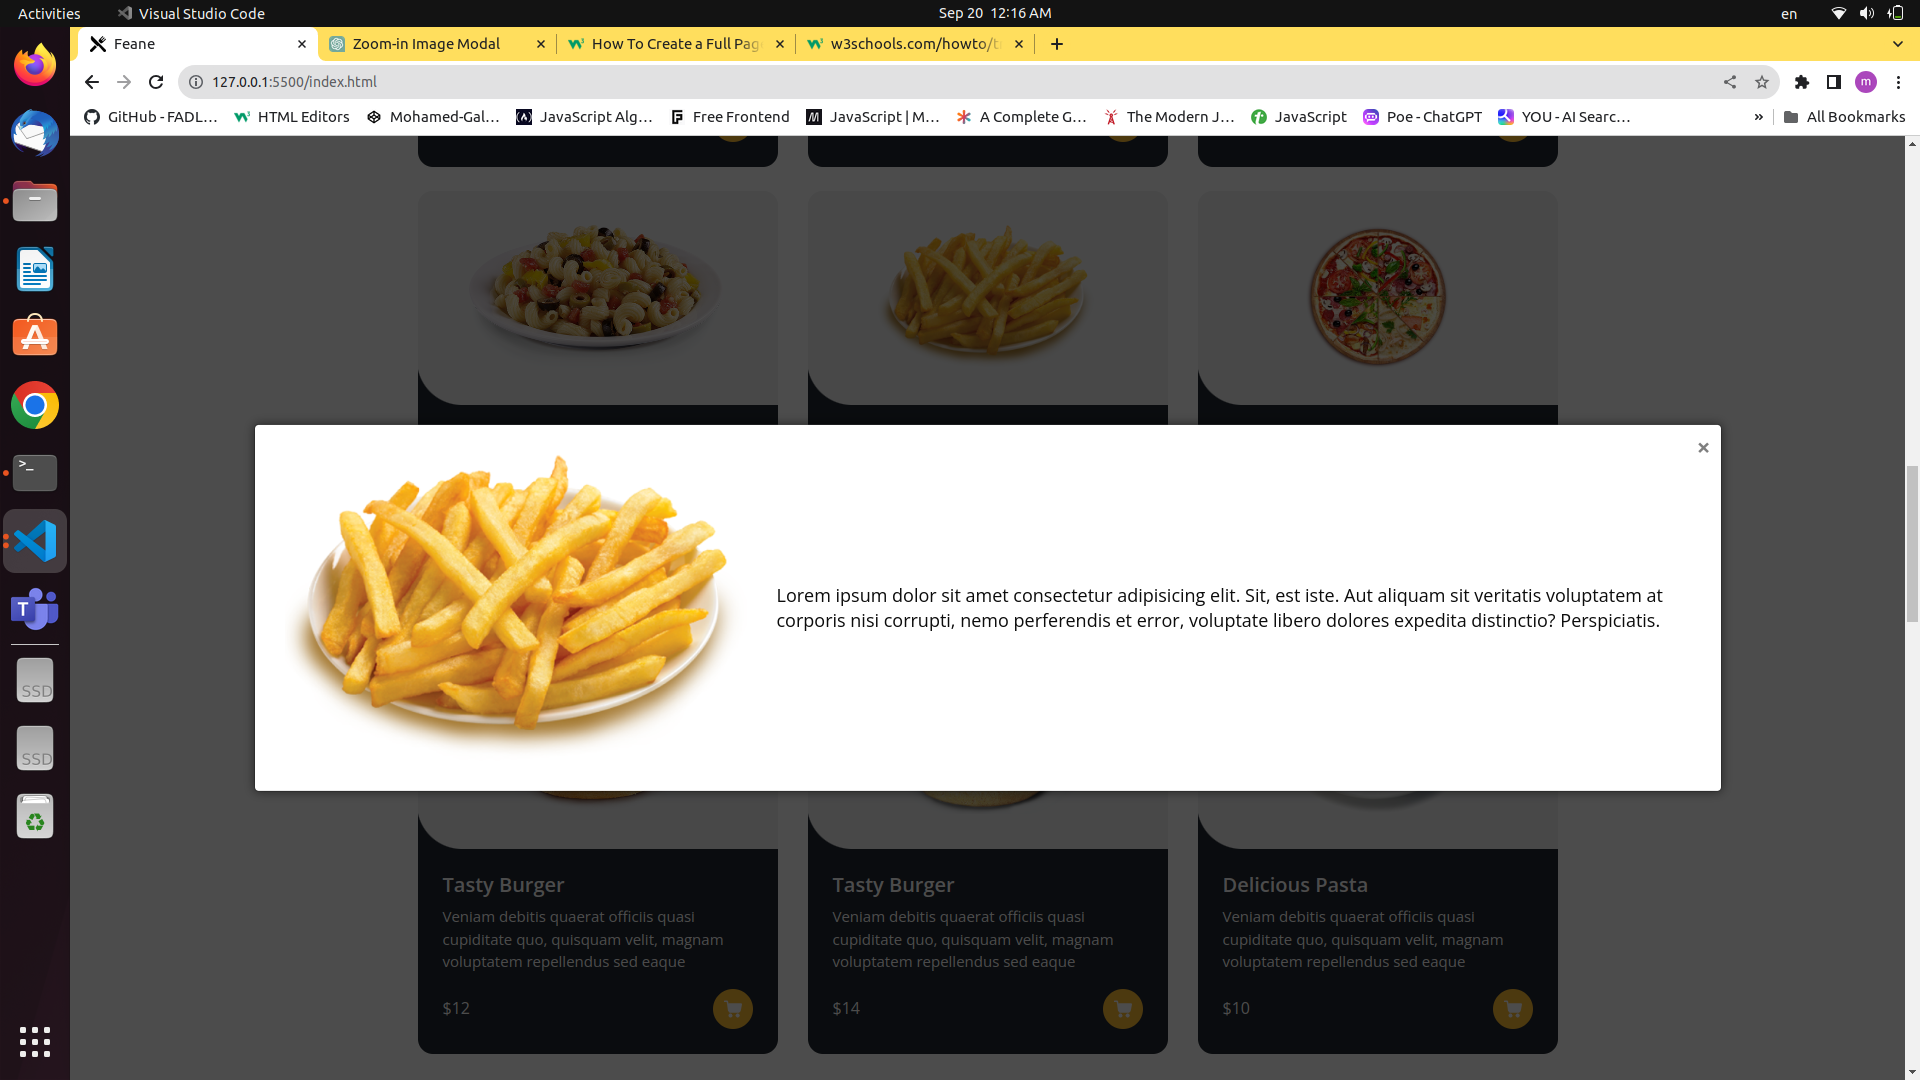 Activities
Visual Studio Code
Sep 20 12:16 AM
en
Feane
Zoom-in Image Modal
How To Create a Full Pag
w3schools.com/howto/t
127.0.0.1:5500/index.html
m
GitHub - FADL...
HTML Editors
Mohamed-Gal...
JavaScript Alg...
Free Frontend
JavaScript | M...
A Complete G...
The Modern J...
JavaScript
Poe - ChatGPT
YOU - AI Searc...
»
All Bookmarks
×
Lorem ipsum dolor sit amet consectetur adipisicing elit. Sit, est iste. Aut aliquam sit veritatis voluptatem at
corporis nisi corrupti, nemo perferendis et error, voluptate libero dolores expedita distinctio? Perspiciatis.
Tasty Burger
Veniam debitis quaerat officiis quasi
cupiditate quo, quisquam velit, magnam
voluptatem repellendus sed eaque
$12
Tasty Burger
Veniam debitis quaerat officiis quasi
cupiditate quo, quisquam velit, magnam
voluptatem repellendus sed eaque
$14
Delicious Pasta
Veniam debitis quaerat officiis quasi
cupiditate quo, quisquam velit, magnam
voluptatem repellendus sed eaque
$10
>_
T
SSD
SSD